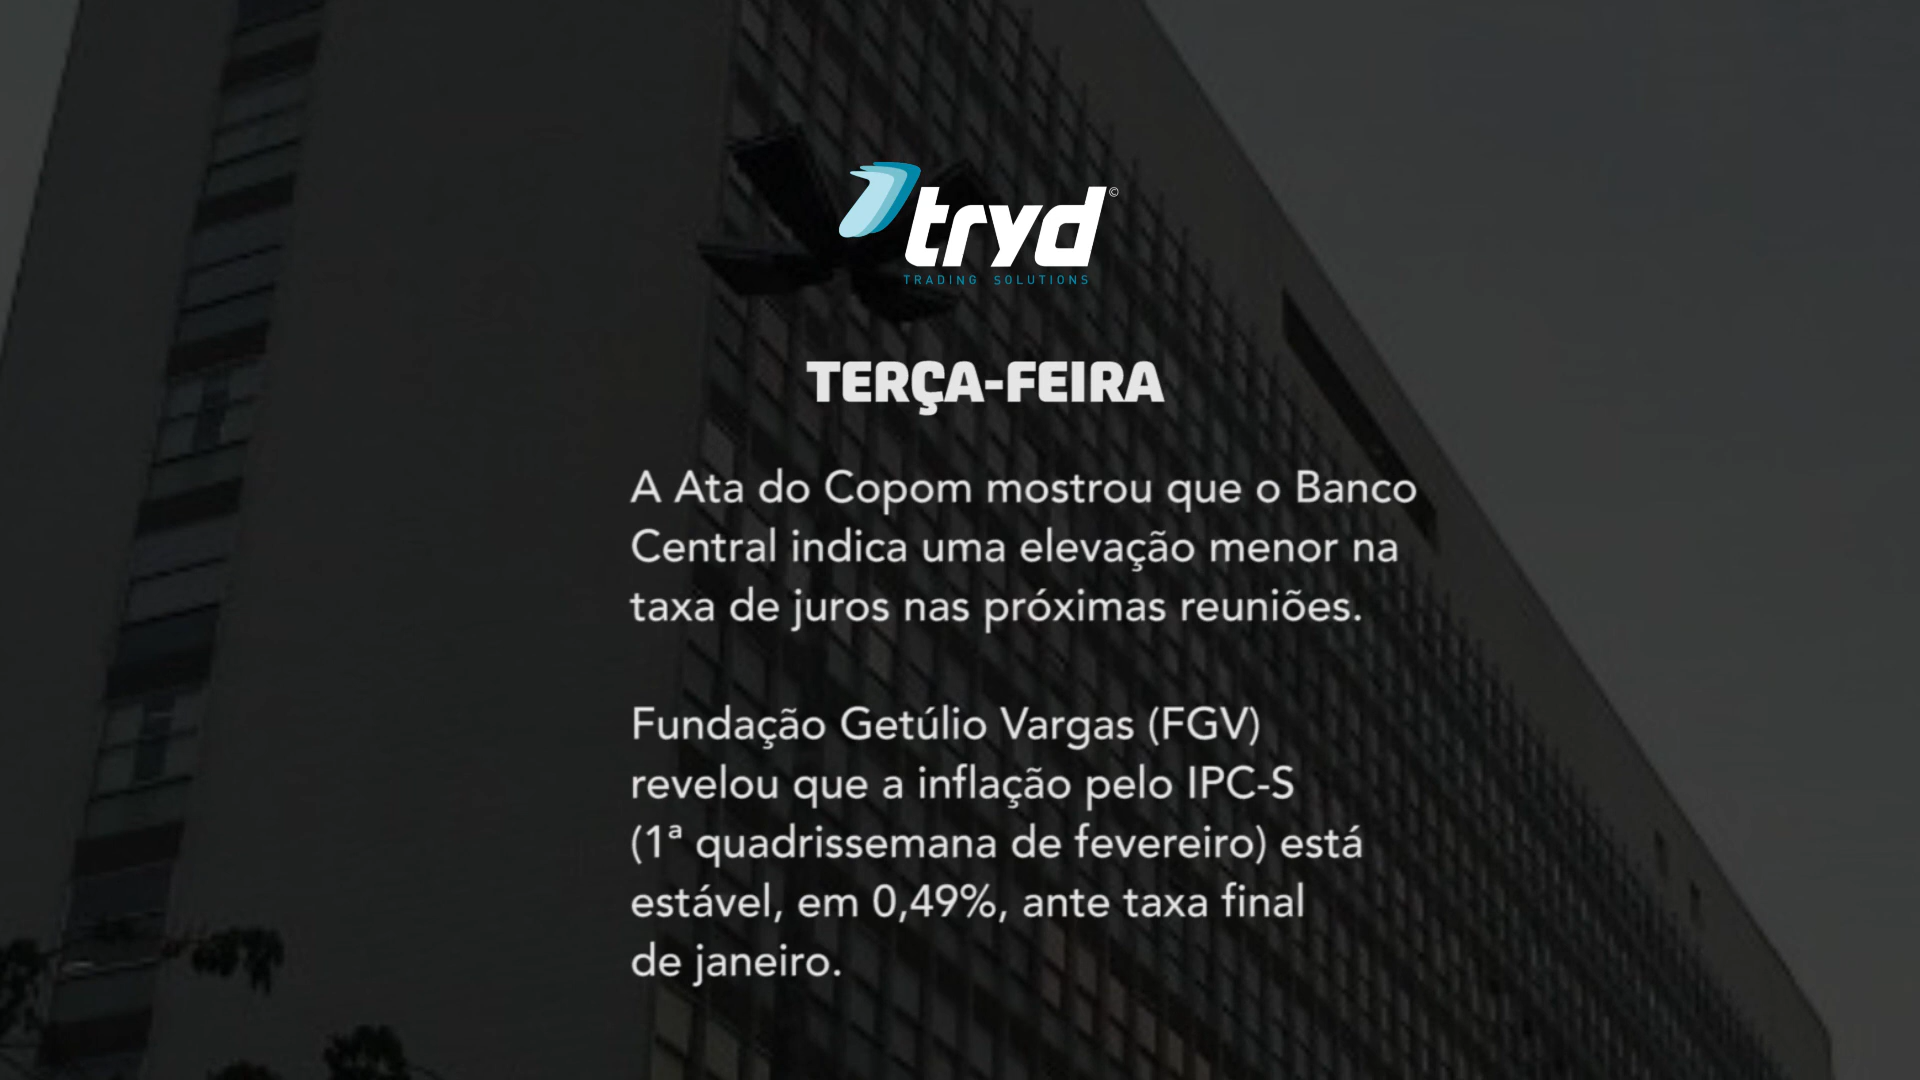 tryd©
TRADING SOLUTIONS
TERÇA-FEIRA
A Ata do Copom mostrou que o Banco
Central indica uma elevação menor na
taxa de juros nas próximas reuniões.
Fundação Getúlio Vargas (FGV)
revelou que a inflação pelo IPC-S
(1ª quadrissemana de fevereiro) está
estável, em 0,49%, ante taxa final
de janeiro.